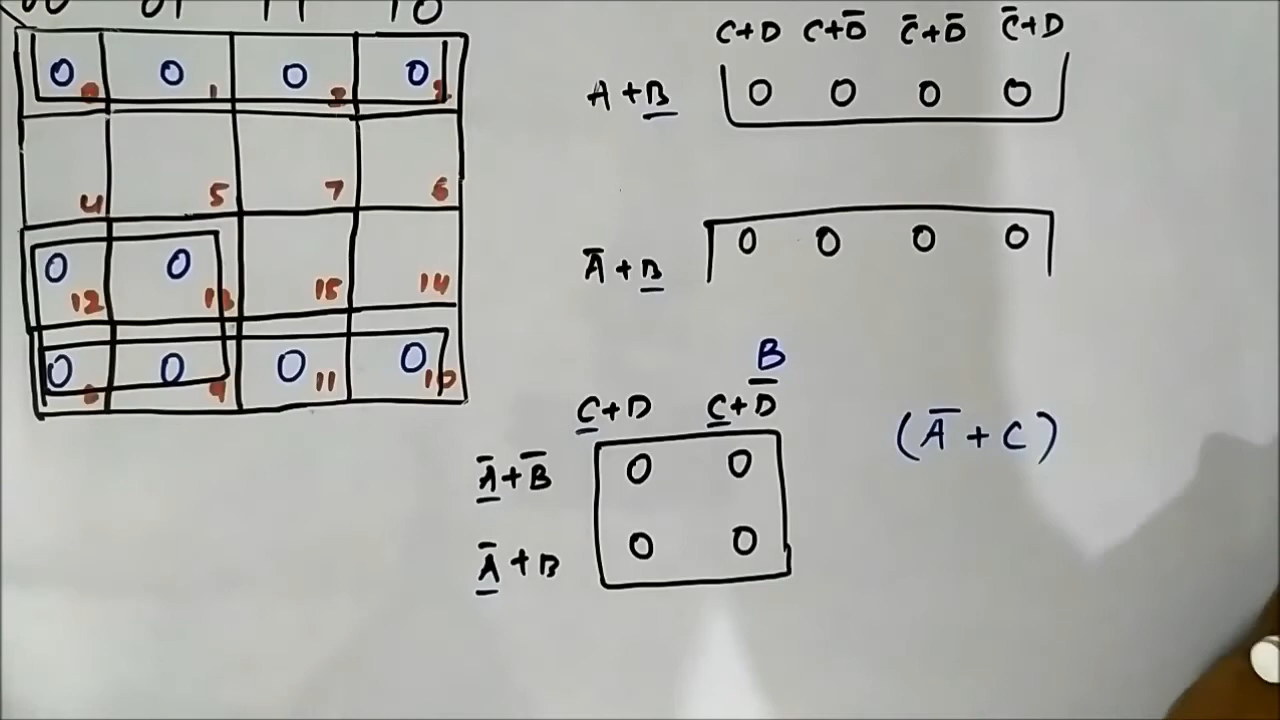 00 01 11 10
0 0 0 1 0 2 0
4 5 7 6
0 12 0 13 15 14
0 0 9 0 11 0 10
C+D C+D̅ C̅+D̅ C̅+D
A+B 0 0 0 0
A̅+B 0 0 0 0
B
C+D C+D̅
A̅+B̅ 0 0
A̅+B 0 0
(A̅+C)